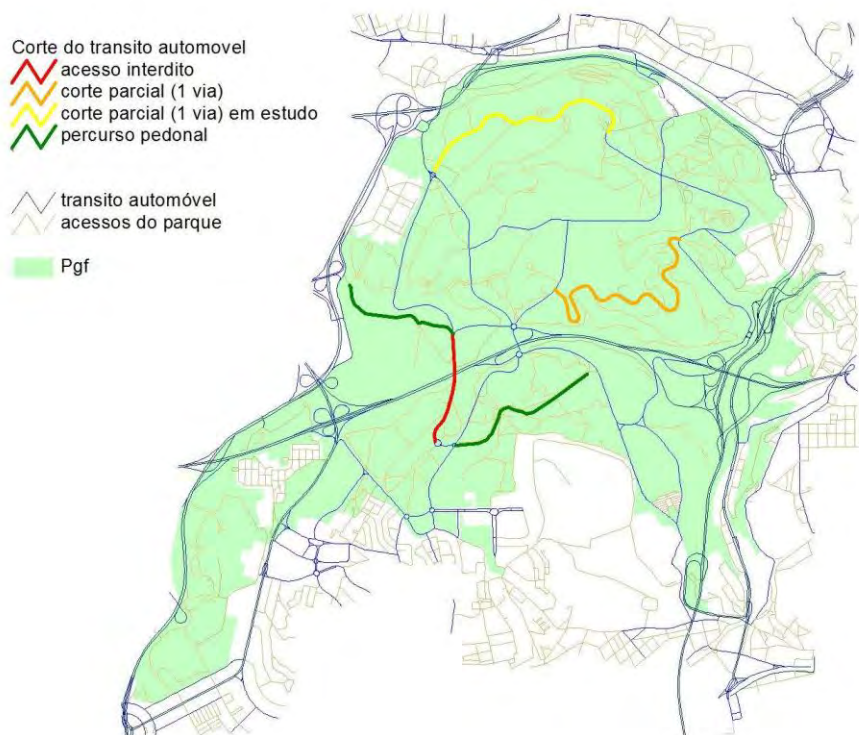 Corte do transito automovel
acesso interdito
corte parcial (1 via)
corte parcial (1 via) em estudo
percurso pedonal
transito automóvel
acessos do parque
Pgf